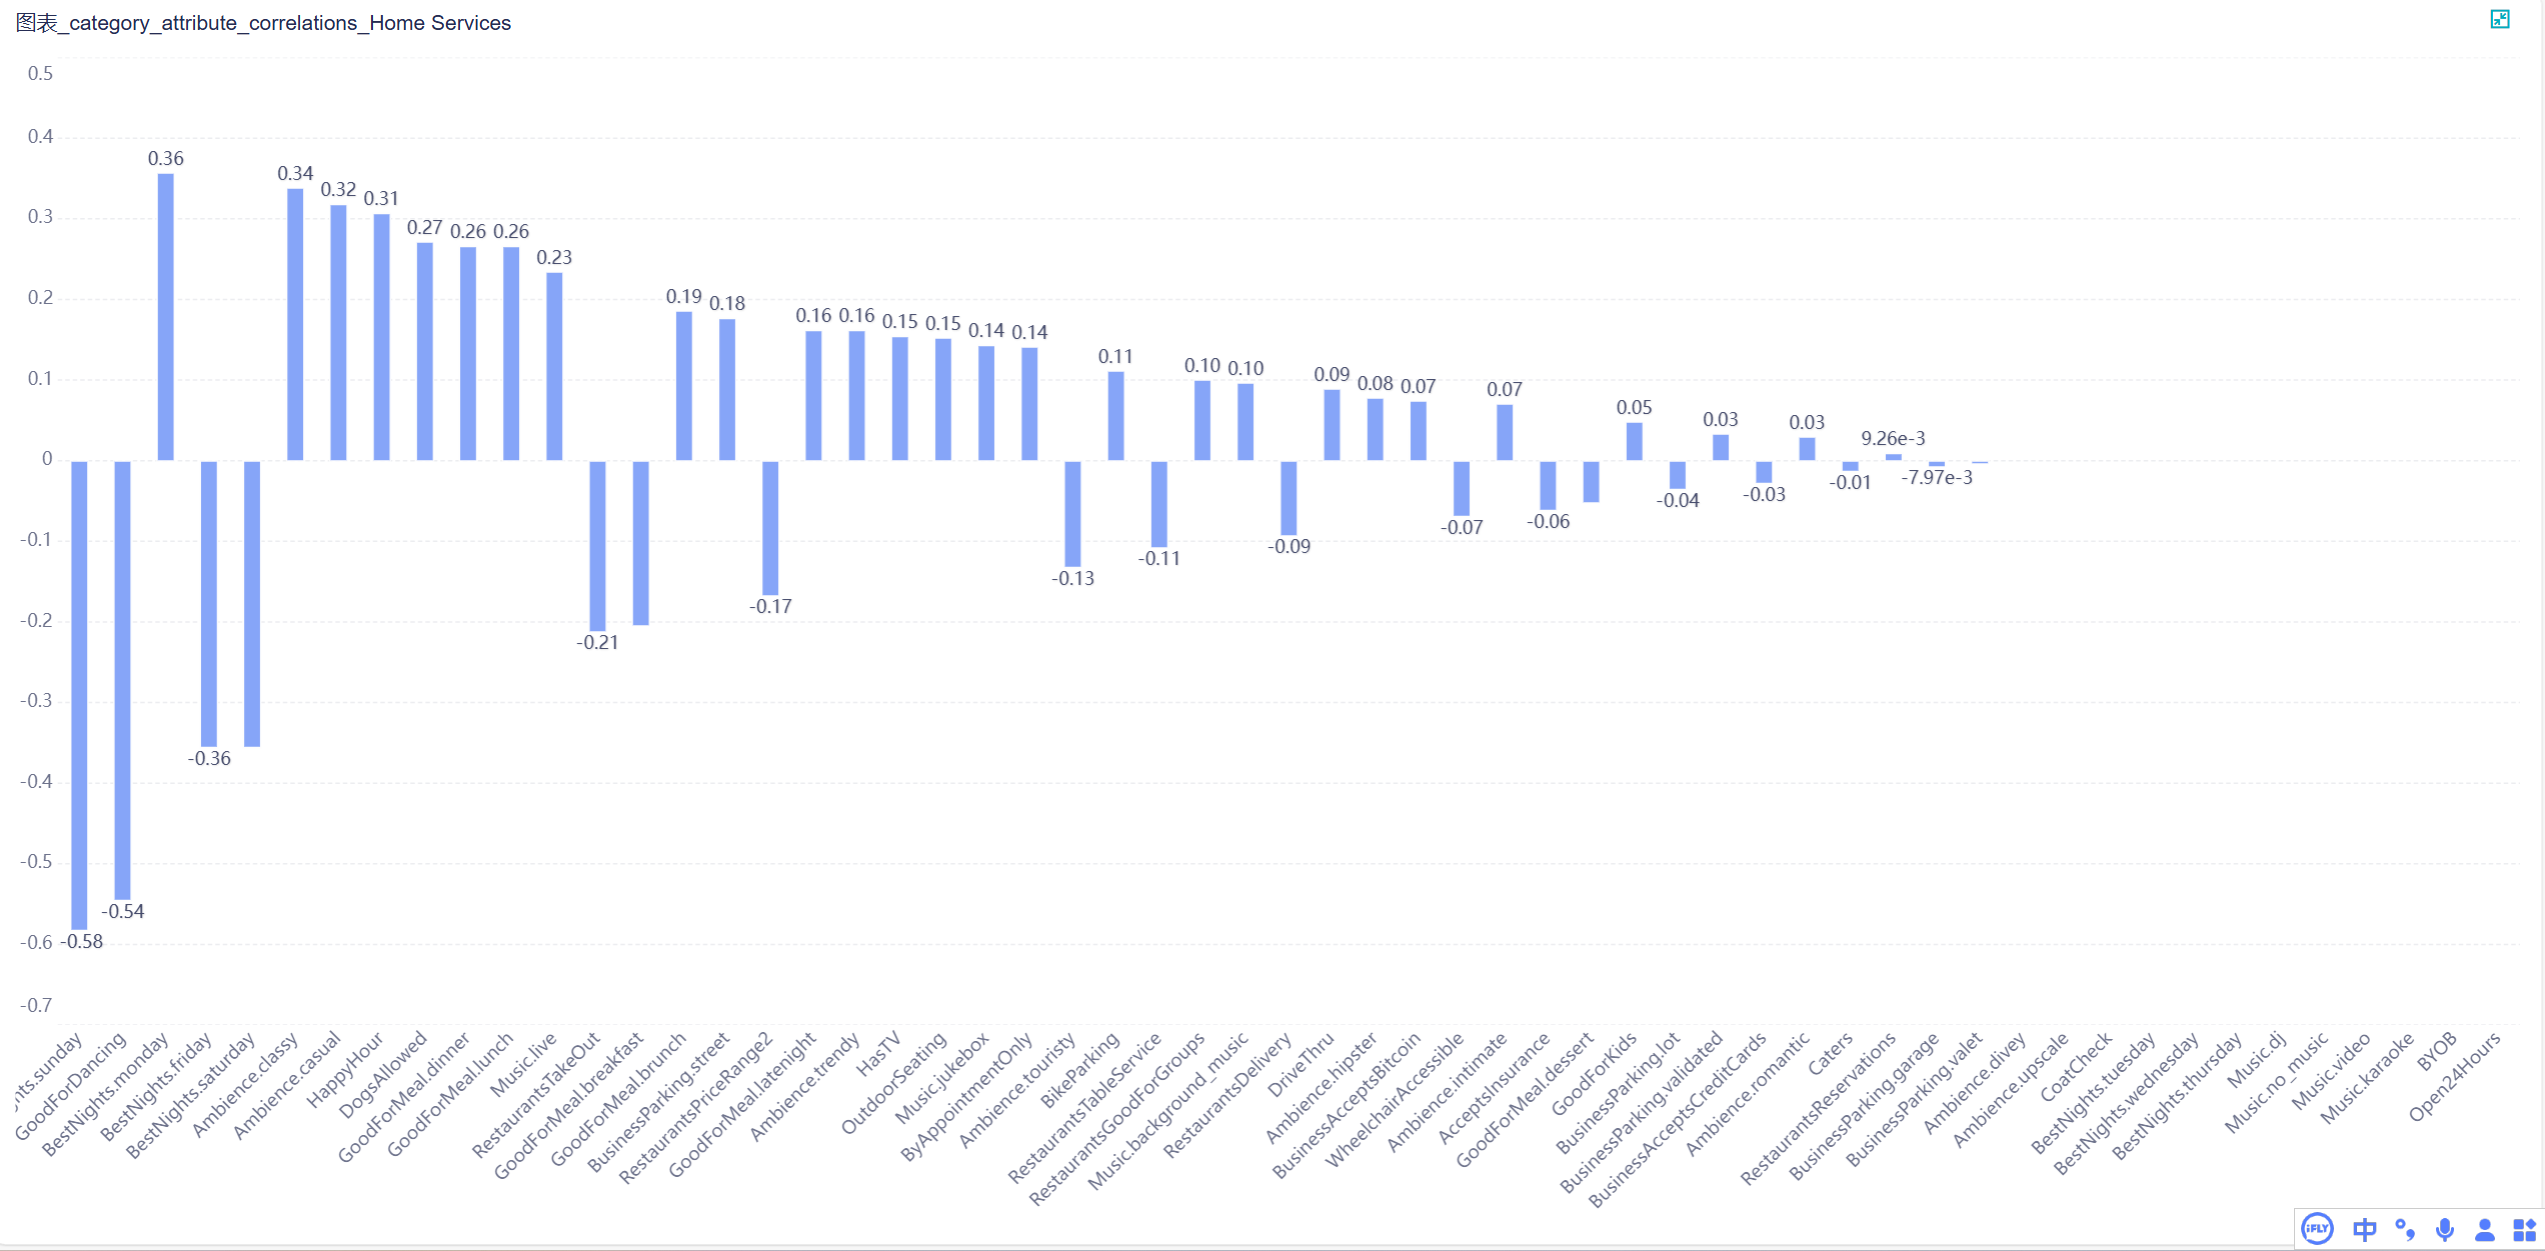 图表_category_attribute_correlations_Home Services
0.5
0.4
0.3
0.2
0.1
0
-0.1
-0.2
-0.3
-0.4
-0.5
-0.6
-0.7
-0.58
-0.54
0.36
-0.36
0.34
0.32
0.31
0.27
0.26
0.26
0.23
-0.21
0.19
0.18
-0.17
0.16
0.16
0.15
0.15
0.14
0.14
-0.13
0.11
-0.11
0.10
0.10
-0.09
0.09
0.08
0.07
-0.07
0.07
-0.06
0.05
-0.04
0.03
-0.03
0.03
-0.01
9.26e-3
-7.97e-3
hts.sunday
GoodForDancing
BestNights.monday
BestNights.friday
BestNights.saturday
Ambience.classy
Ambience.casual
HappyHour
DogsAllowed
GoodForMeal.dinner
GoodForMeal.lunch
Music.live
RestaurantsTakeOut
GoodForMeal.breakfast
GoodForMeal.brunch
BusinessParking.street
RestaurantsPriceRange2
GoodForMeal.latenight
Ambience.trendy
HasTV
OutdoorSeating
Music.jukebox
ByAppointmentOnly
Ambience.touristy
BikeParking
RestaurantsTableService
RestaurantsGoodForGroups
Music.background_music
RestaurantsDelivery
DriveThru
Ambience.hipster
BusinessAcceptsBitcoin
WheelchairAccessible
Ambience.intimate
AcceptsInsurance
GoodForMeal.dessert
GoodForKids
BusinessParking.lot
BusinessParking.validated
BusinessAcceptsCreditCards
Ambience.romantic
Caters
RestaurantsReservations
BusinessParking.garage
BusinessParking.valet
Ambience.divey
Ambience.upscale
CoatCheck
BestNights.tuesday
BestNights.wednesday
BestNights.thursday
Music.dj
Music.no_music
Music.video
Music.karaoke
BYOB
Open24Hours
iFLY 中